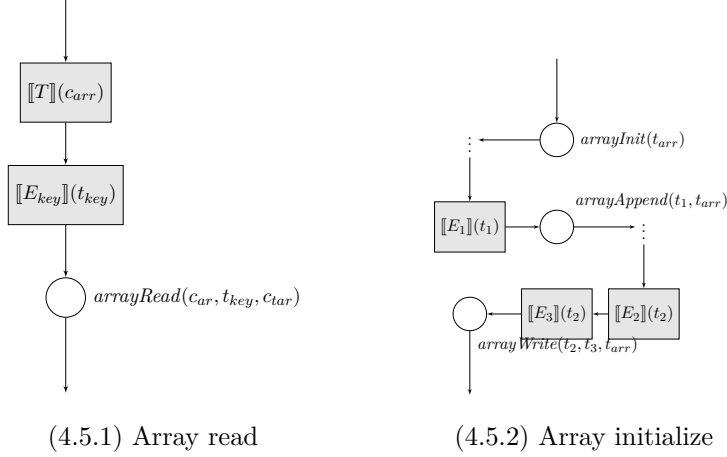 ⟦T⟧(c_arr)
⟦E_key⟧(t_key)
arrayRead(c_ar, t_key, c_tar)
(4.5.1) Array read
arrayInit(t_arr)
⋮
arrayAppend(t_1, t_arr)
⟦E_1⟧(t_1)
⋮
⟦E_3⟧(t_2)
⟦E_2⟧(t_2)
arrayWrite(t_2, t_3, t_arr)
(4.5.2) Array initialize